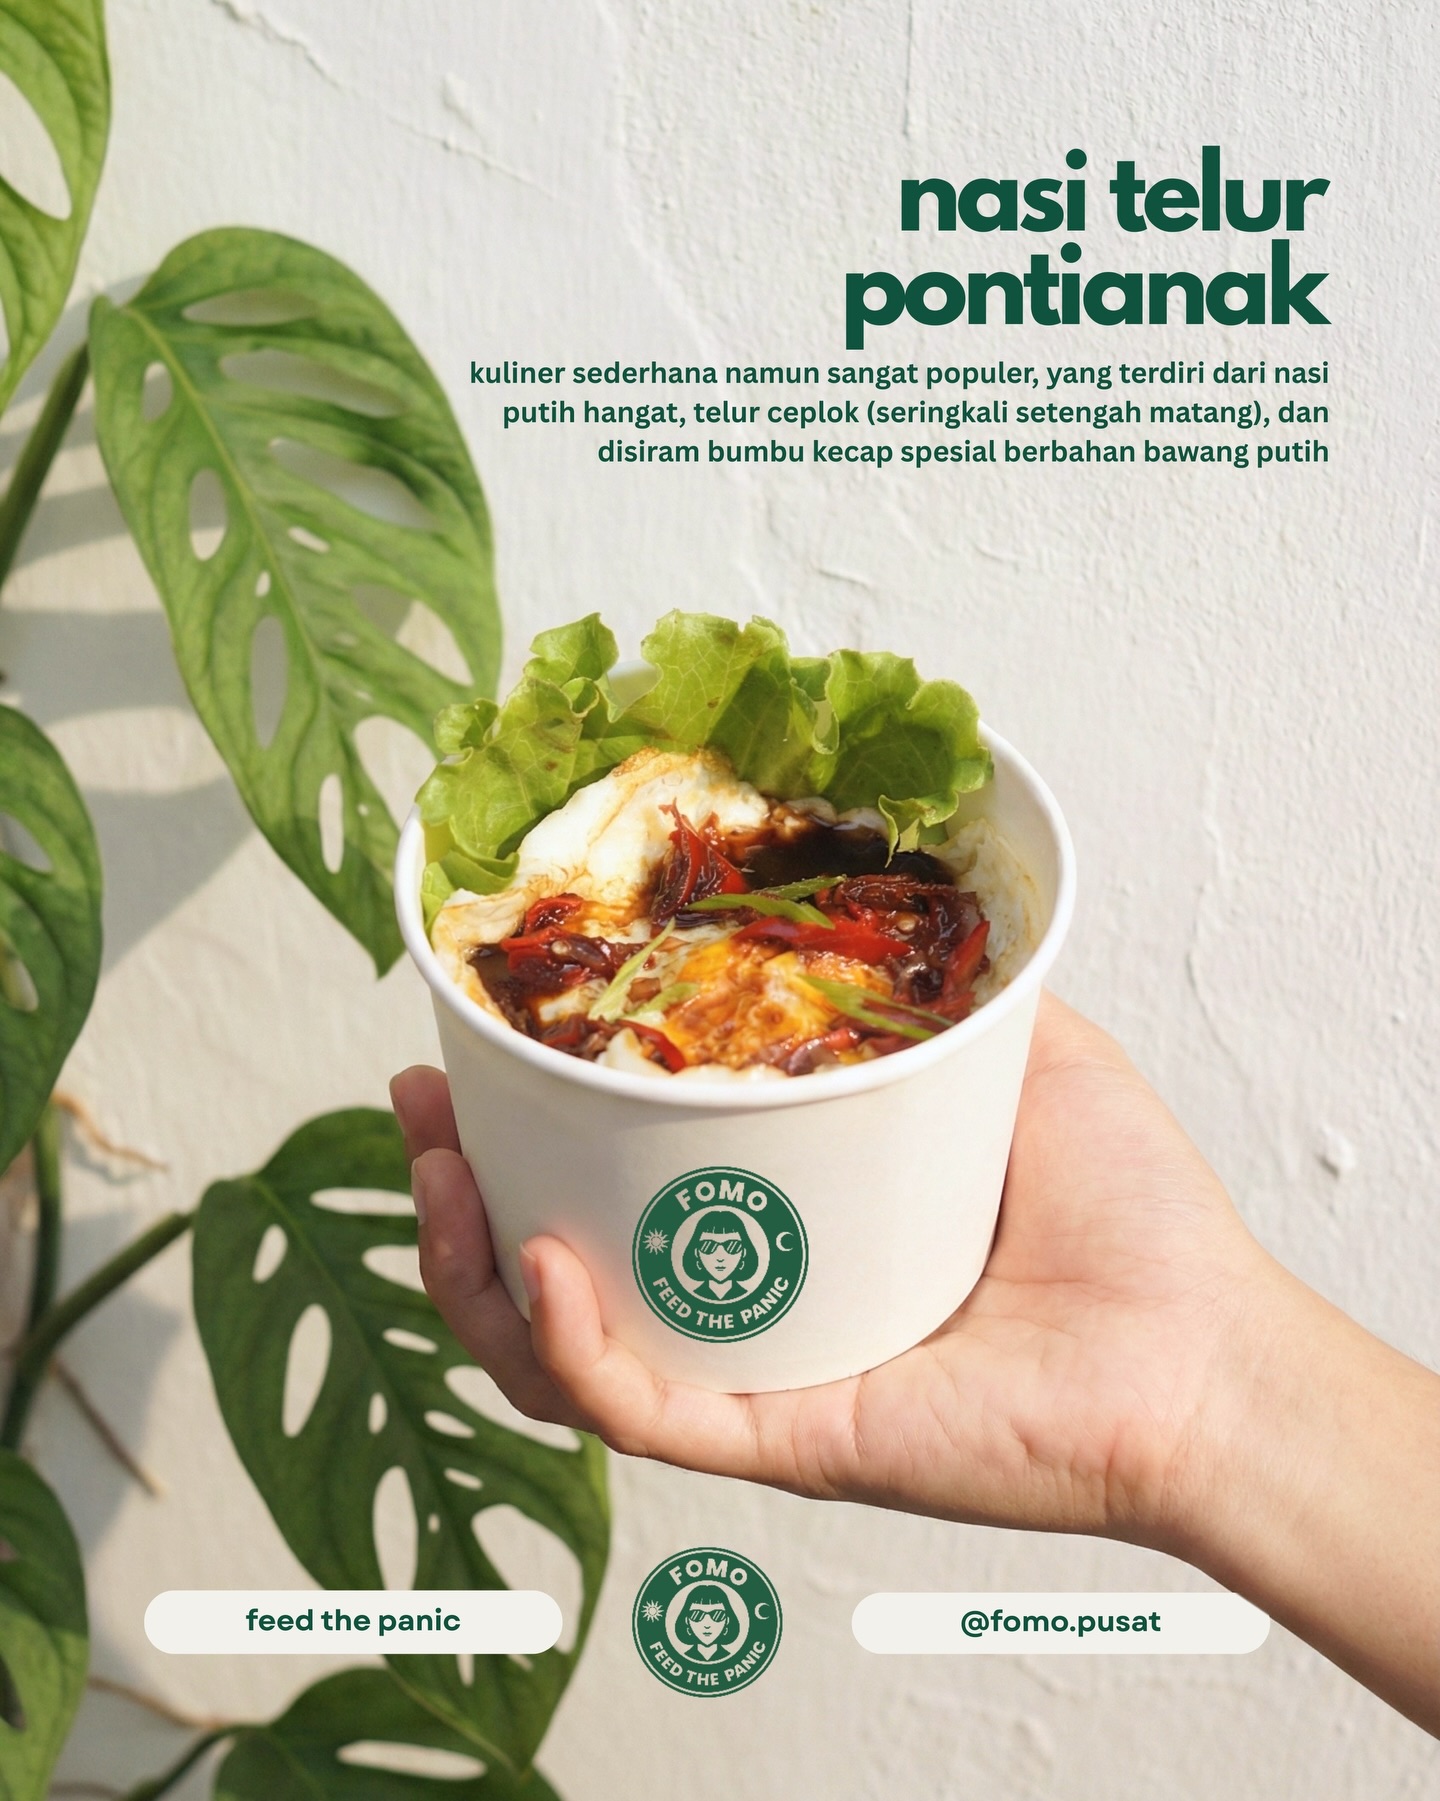 nasi telur
pontianak
kuliner sederhana namun sangat populer, yang terdiri dari nasi
putih hangat, telur ceplok (seringkali setengah matang), dan
disiram bumbu kecap spesial berbahan bawang putih
FOMO
FEED THE PANIC
feed the panic
FOMO
FEED THE PANIC
@fomo.pusat